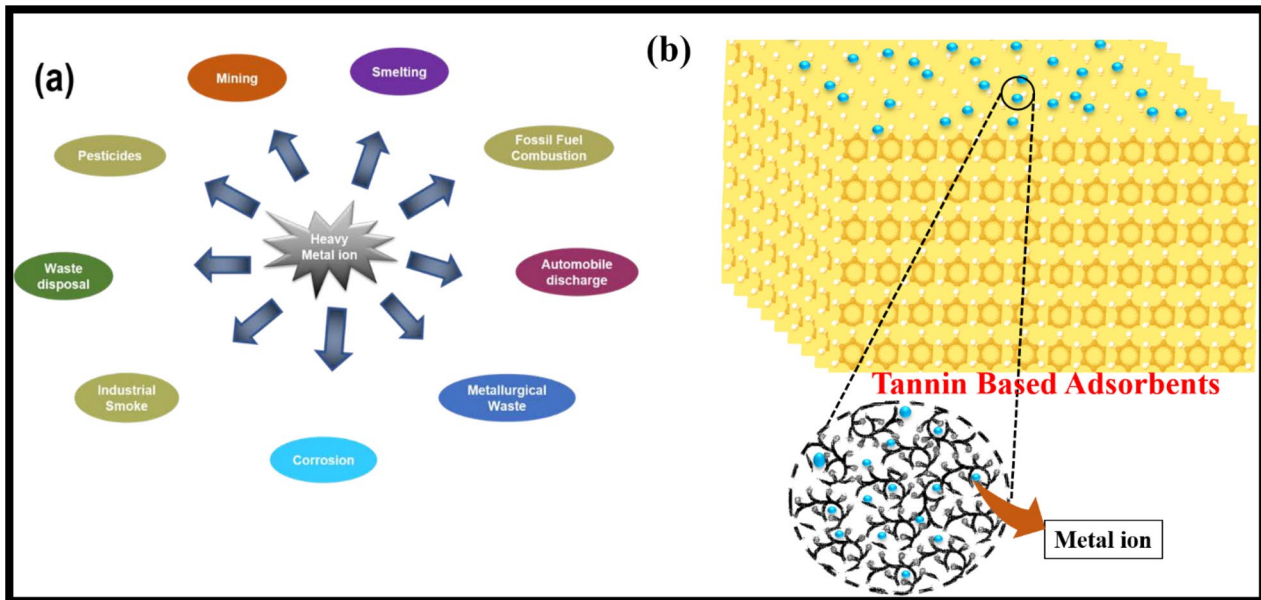 (a)
Mining
Smelting
Pesticides
Fossil Fuel
Combustion
Heavy
Metal ion
Waste
disposal
Automobile
discharge
Industrial
Smoke
Metallurgical
Waste
Corrosion
(b)
Tannin Based Adsorbents
Metal ion